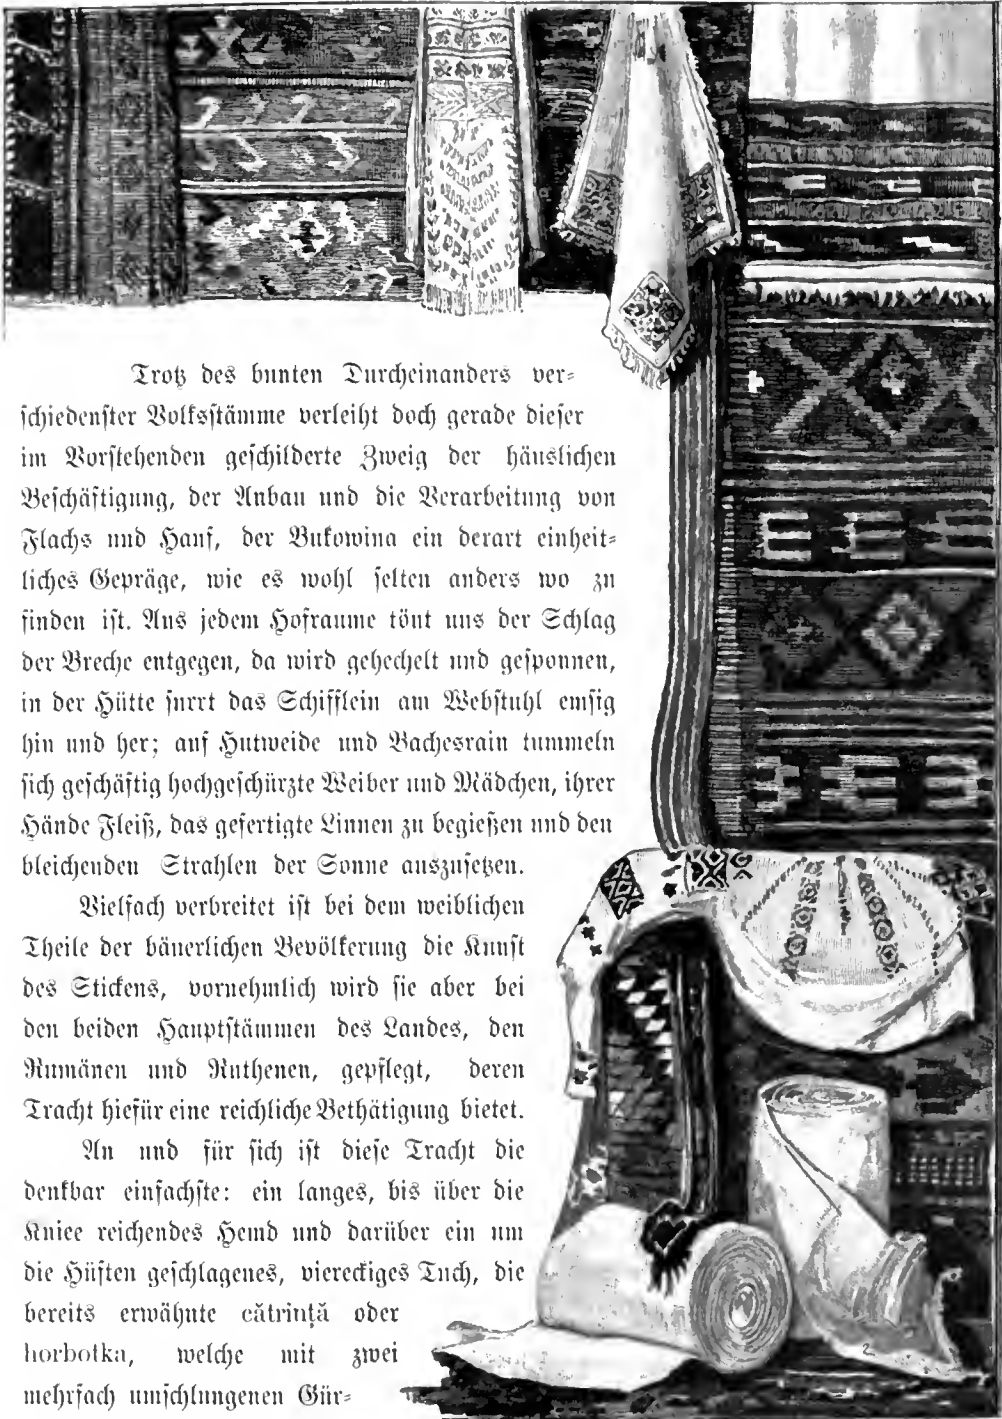 Trotz des bunten Durcheinanders ver-
schiedenster Volksstämme verleiht doch gerade dieser
im Vorstehenden geschilderte Zweig der häuslichen
Beschäftigung, der Anbau und die Verarbeitung von
Flachs und Hanf, der Bukowina ein derart einheit-
liches Gepräge, wie es wohl selten anders wo zu
finden ist. Aus jedem Hofraume tönt uns der Schlag
der Breche entgegen, da wird gehechelt und gesponnen,
in der Hütte surrt das Schifflein am Webstuhl emsig
hin und her; auf Hutweide und Bachesrain tummeln
sich geschäftig hochgeschürzte Weiber und Mädchen, ihrer
Hände Fleiß, das gefertigte Linnen zu begießen und den
bleichenden Strahlen der Sonne auszusetzen.
Vielfach verbreitet ist bei dem weiblichen
Theile der bäuerlichen Bevölkerung die Kunst
des Stickens, vornehmlich wird sie aber bei
den beiden Hauptstämmen des Landes, den
Rumänen und Ruthenen, gepflegt, deren
Tracht hiefür eine reichliche Bethätigung bietet.
An und für sich ist diese Tracht die
denkbar einfachste: ein langes, bis über die
Kniee reichendes Hemd und darüber ein um
die Hüften geschlagenes, viereckiges Tuch, die
bereits erwähnte cătrință oder
horbotka, welche mit zwei
mehrfach umschlungenen Gür-